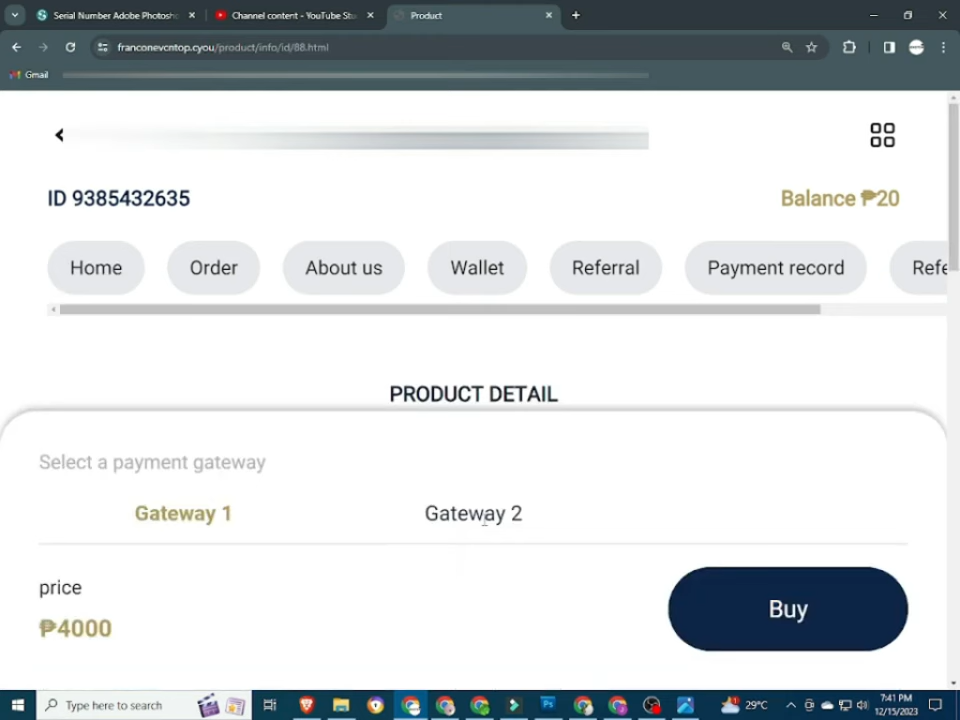 Serial Number Adobe Photosh
Channel content - YouTube Stu
Product
franconevcntop.cyou/product/info/id/88.html
Gmail
ID 9385432635
Balance ₱20
Home
Order
About us
Wallet
Referral
Payment record
Refe
PRODUCT DETAIL
Select a payment gateway
Gateway 1
Gateway 2
price
₱4000
Buy
Type here to search
29°C
7:41 PM
12/15/2023